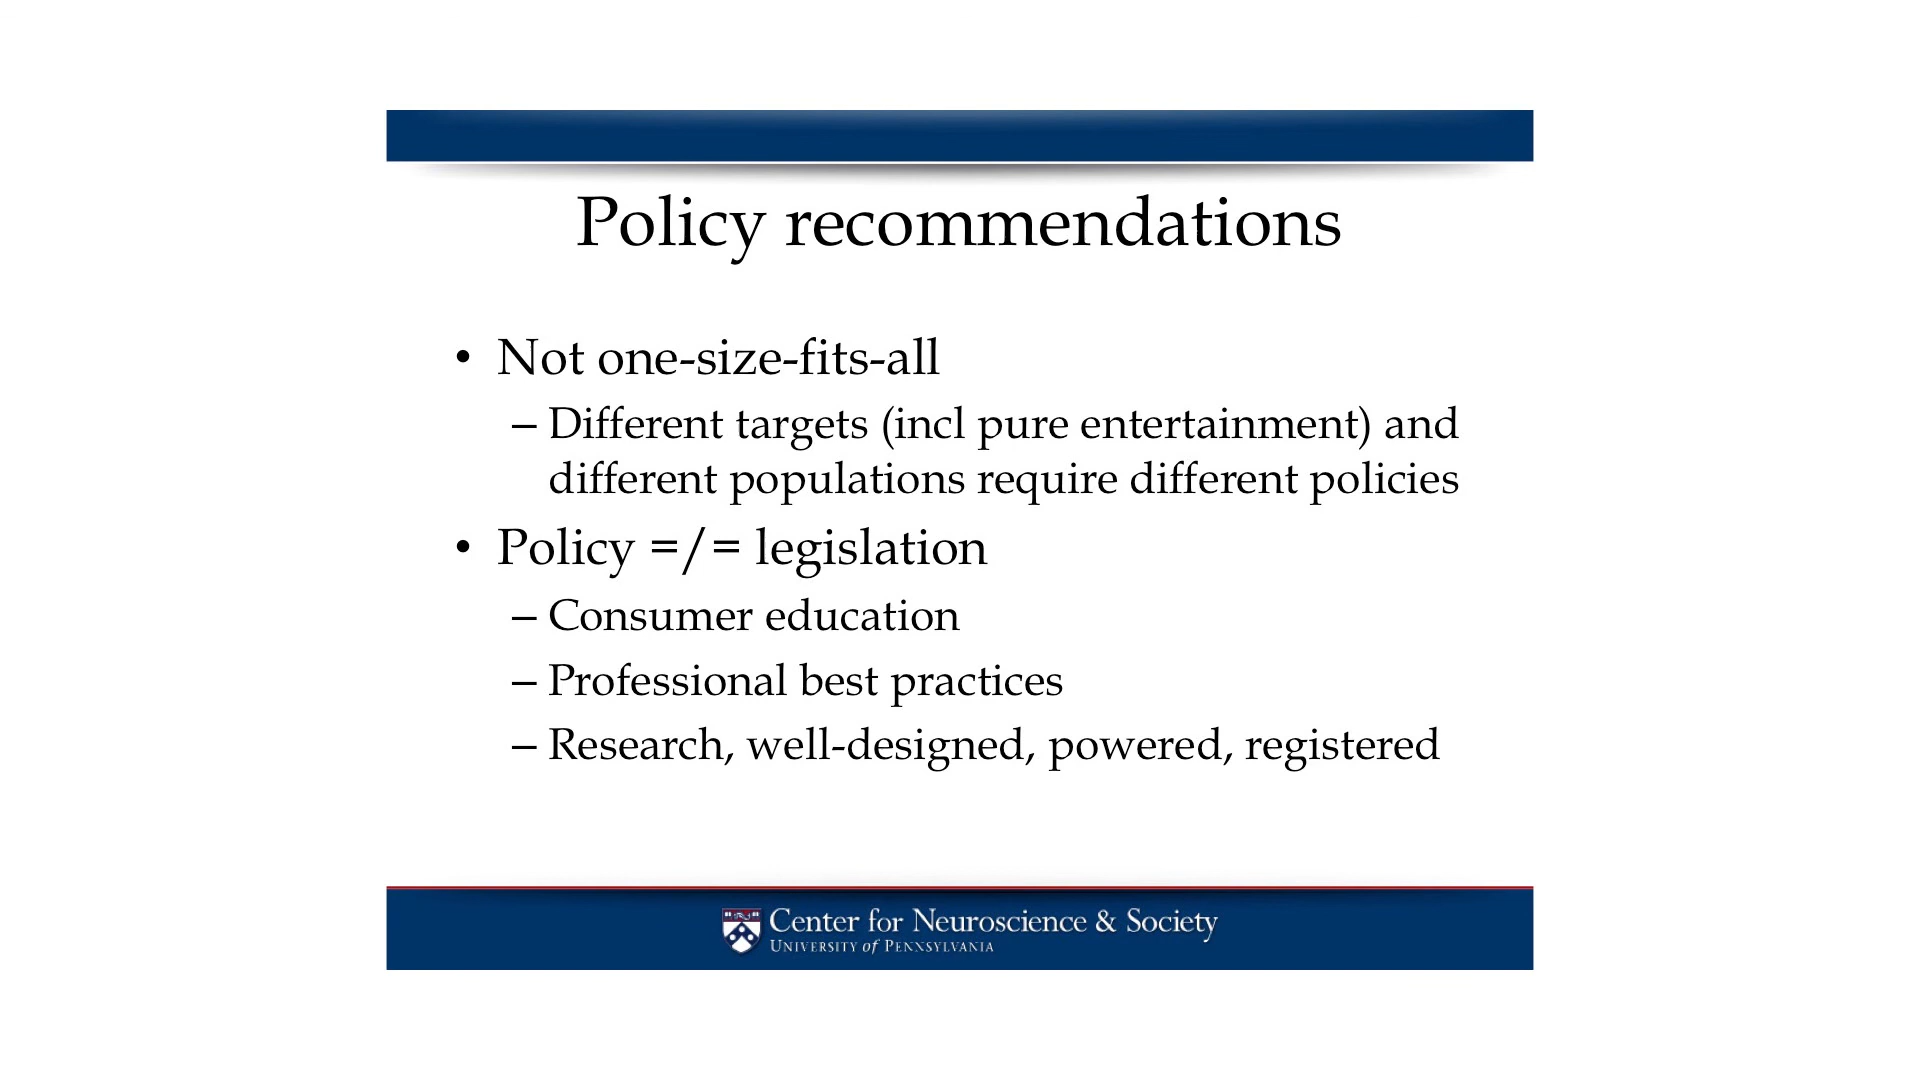 Policy recommendations
• Not one-size-fits-all
– Different targets (incl pure entertainment) and
different populations require different policies
• Policy =/= legislation
– Consumer education
– Professional best practices
– Research, well-designed, powered, registered
Center for Neuroscience & Society
University of Pennsylvania